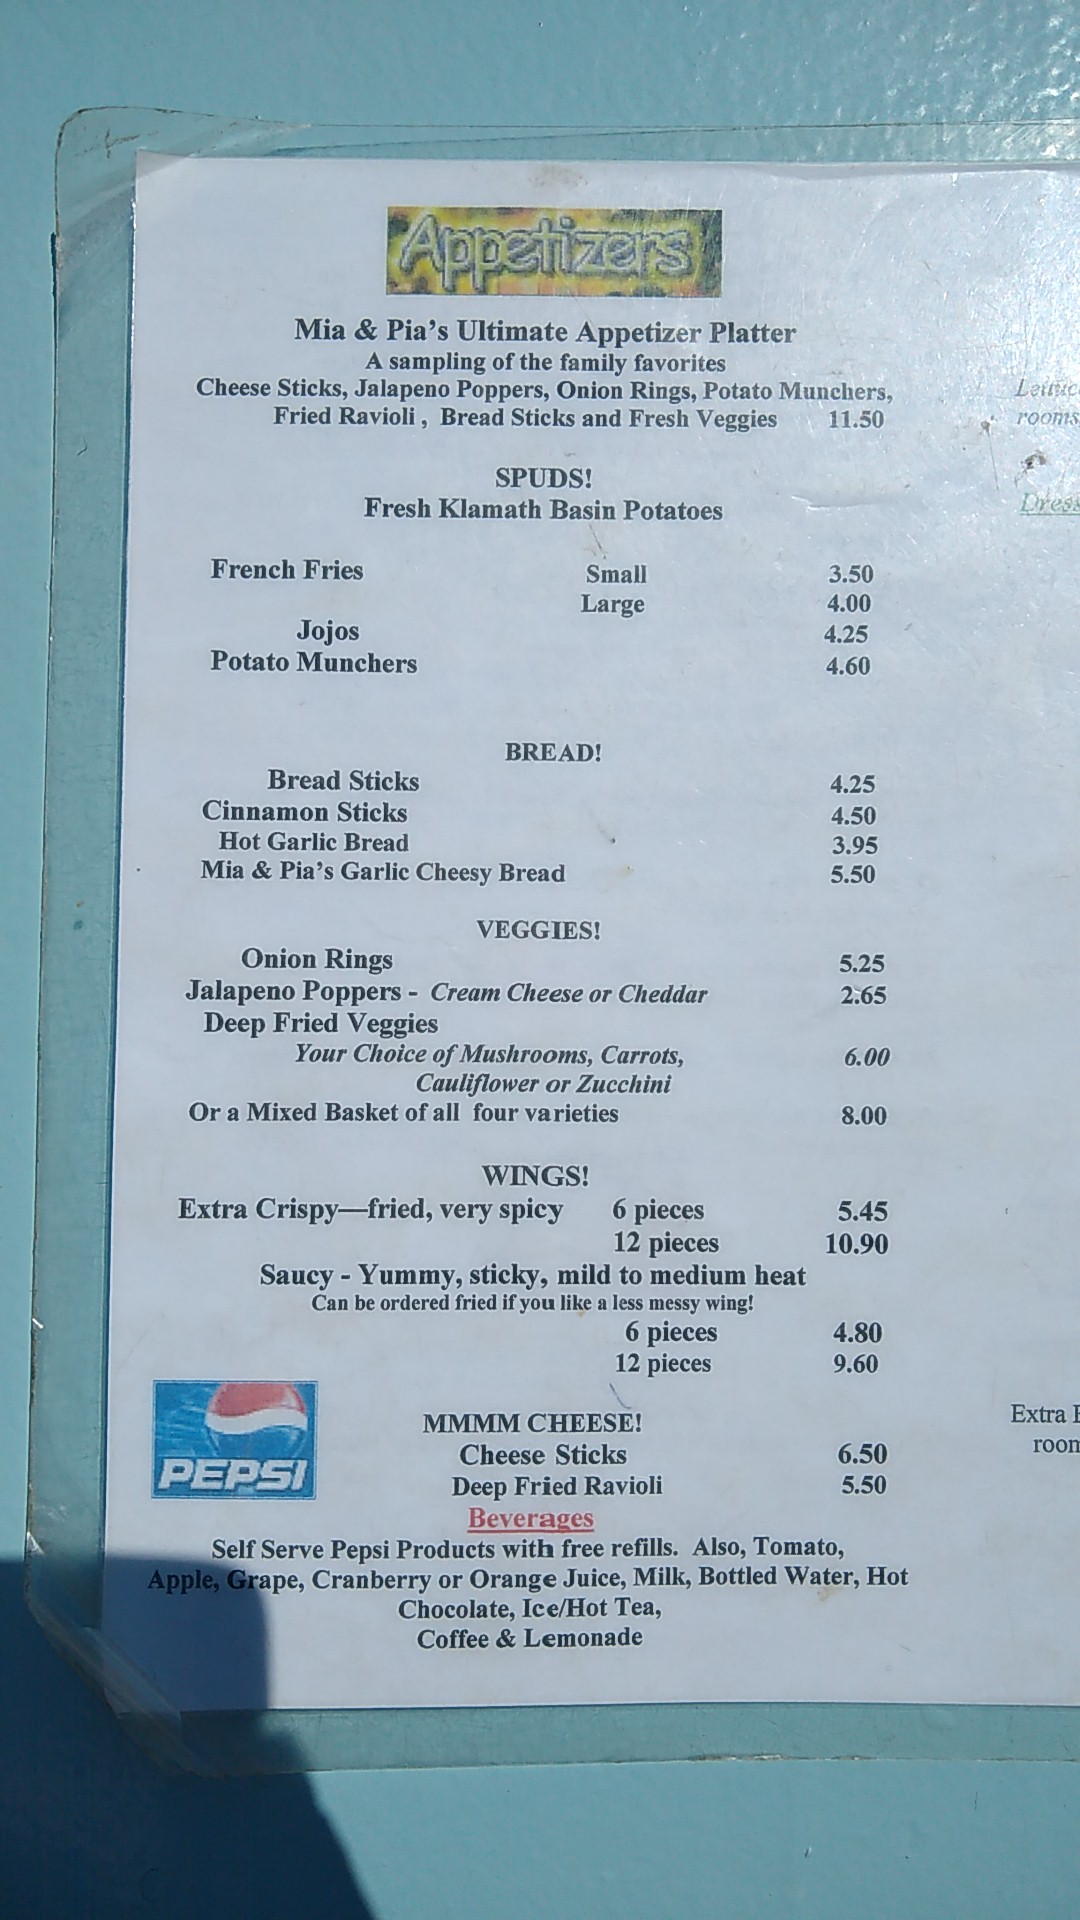 Appetizers
Mia & Pia's Ultimate Appetizer Platter
A sampling of the family favorites
Cheese Sticks, Jalapeno Poppers, Onion Rings, Potato Munchers,
Fried Ravioli , Bread Sticks and Fresh Veggies 11.50
SPUDS!
Fresh Klamath Basin Potatoes
French Fries Small 3.50
Large 4.00
Jojos 4.25
Potato Munchers 4.60
BREAD!
Bread Sticks 4.25
Cinnamon Sticks 4.50
Hot Garlic Bread 3.95
Mia & Pia's Garlic Cheesy Bread 5.50
VEGGIES!
Onion Rings 5.25
Jalapeno Poppers - Cream Cheese or Cheddar 2.65
Deep Fried Veggies
Your Choice of Mushrooms, Carrots, 6.00
Cauliflower or Zucchini
Or a Mixed Basket of all four varieties 8.00
WINGS!
Extra Crispy—fried, very spicy 6 pieces 5.45
12 pieces 10.90
Saucy - Yummy, sticky, mild to medium heat
Can be ordered fried if you like a less messy wing!
6 pieces 4.80
12 pieces 9.60
PEPSI
MMMM CHEESE!
Cheese Sticks 6.50
Deep Fried Ravioli 5.50
Beverages
Self Serve Pepsi Products with free refills. Also, Tomato,
Apple, Grape, Cranberry or Orange Juice, Milk, Bottled Water, Hot
Chocolate, Ice/Hot Tea,
Coffee & Lemonade
rooms
Extra